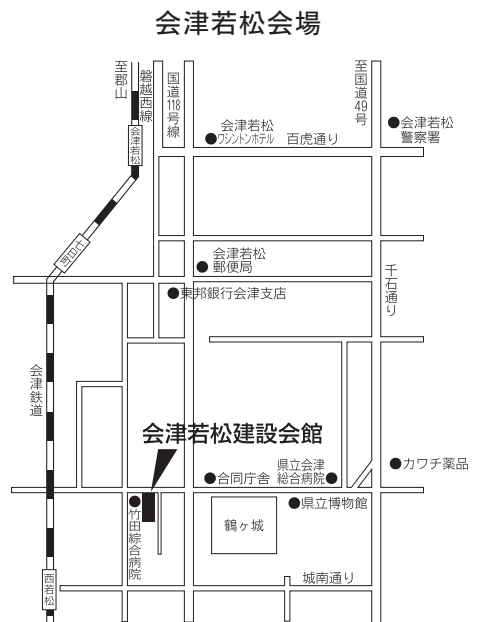 会津若松会場
至郡山
磐越西線
国道118号線
至国道49号
会津若松
会津若松
ワシントンホテル
百虎通り
会津若松
警察署
七日町
会津若松
郵便局
東邦銀行会津支店
千石通り
会津鉄道
会津若松建設会館
合同庁舎
県立会津
総合病院
カワチ薬品
竹田綜合病院
県立博物館
鶴ヶ城
西若松
城南通り